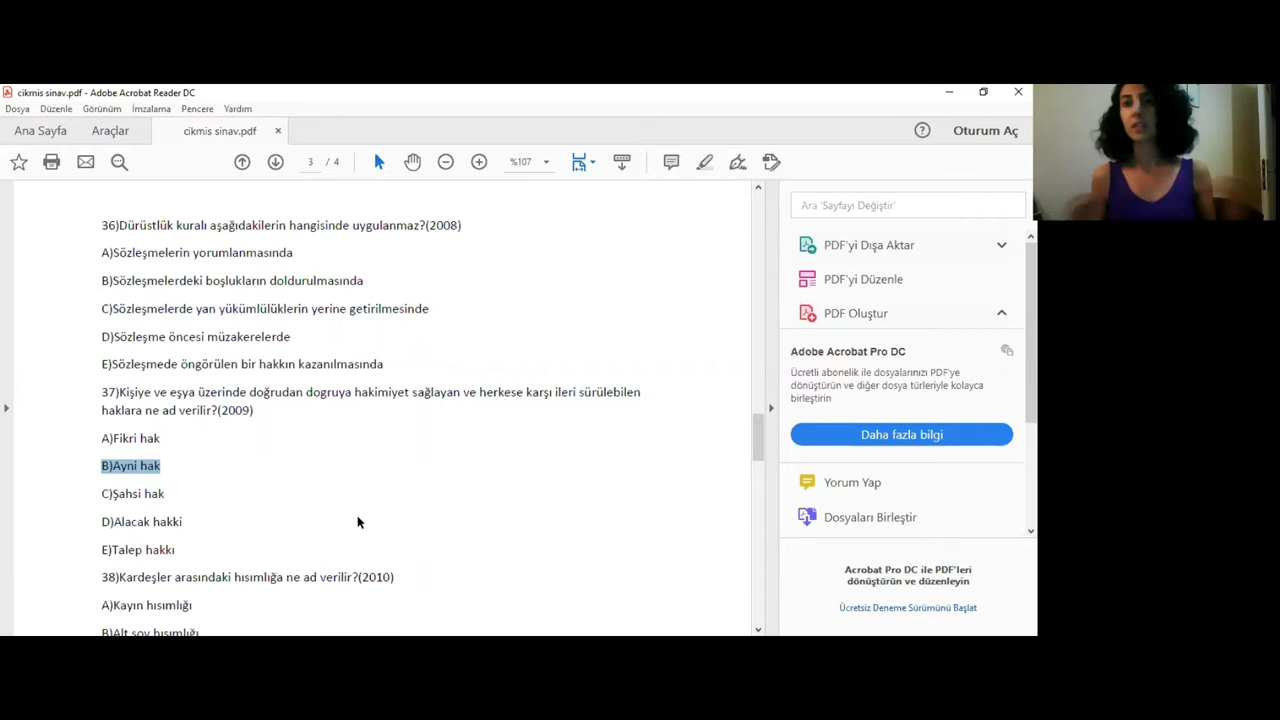 cikmis sinav.pdf - Adobe Acrobat Reader DC
Dosya Düzenle Görünüm İmzalama Pencere Yardım
Ana Sayfa Araçlar cikmis sinav.pdf × Oturum Aç
3 / 4 %107
36)Dürüstlük kuralı aşağıdakilerin hangisinde uygulanmaz?(2008)
A)Sözleşmelerin yorumlanmasında
B)Sözleşmelerdeki boşlukların doldurulmasında
C)Sözleşmelerde yan yükümlülüklerin yerine getirilmesinde
D)Sözleşme öncesi müzakerelerde
E)Sözleşmede öngörülen bir hakkın kazanılmasında
37)Kişiye ve eşya üzerinde doğrudan dogruya hakimiyet sağlayan ve herkese karşı ileri sürülebilen
haklara ne ad verilir?(2009)
A)Fikri hak
B)Ayni hak
C)Şahsi hak
D)Alacak hakki
E)Talep hakkı
38)Kardeşler arasındaki hısımlığa ne ad verilir?(2010)
A)Kayın hısımlığı
B)Alt soy hısımlığı
Ara 'Sayfayı Değiştir'
PDF'yi Dışa Aktar
PDF'yi Düzenle
PDF Oluştur
Adobe Acrobat Pro DC
Ücretli abonelik ile dosyalarınızı PDF'ye
dönüştürün ve diğer dosya türleriyle kolayca
birleştirin
Daha fazla bilgi
Yorum Yap
Dosyaları Birleştir
Acrobat Pro DC ile PDF'leri
dönüştürün ve düzenleyin
Ücretsiz Deneme Sürümünü Başlat